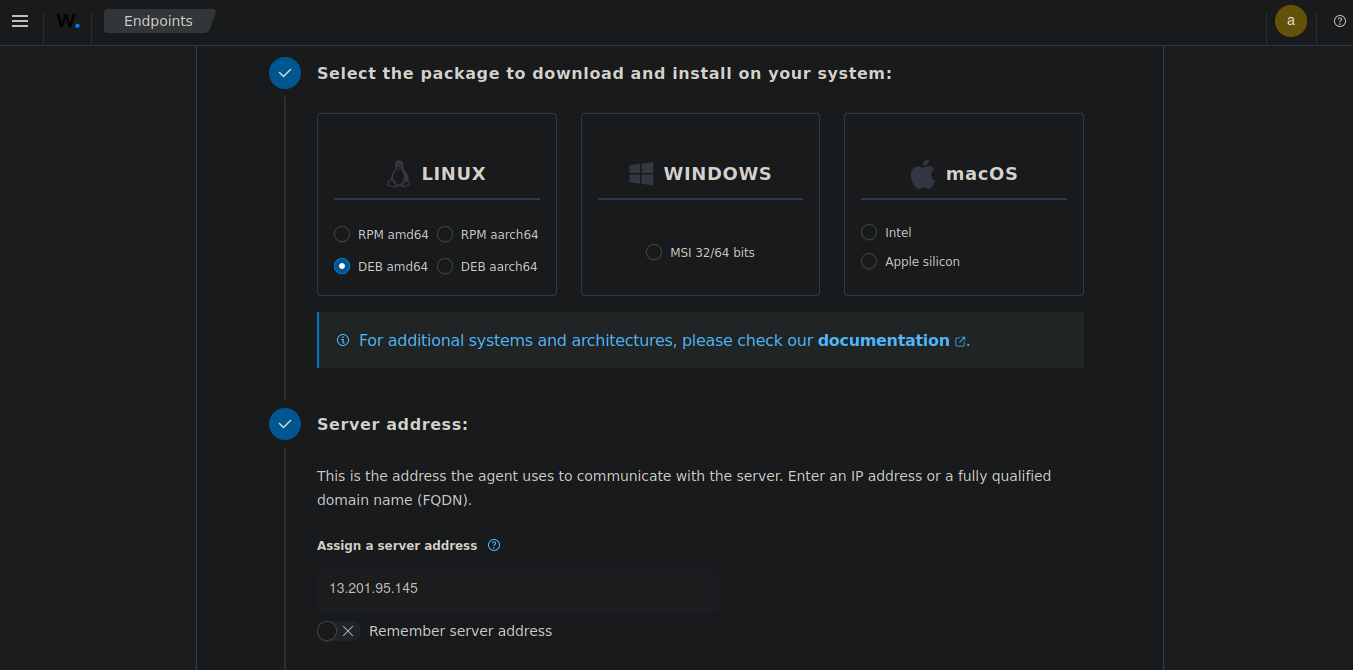 W.
Endpoints
a
Select the package to download and install on your system:
LINUX
RPM amd64
RPM aarch64
DEB amd64
DEB aarch64
WINDOWS
MSI 32/64 bits
macOS
Intel
Apple silicon
For additional systems and architectures, please check our documentation.
Server address:
This is the address the agent uses to communicate with the server. Enter an IP address or a fully qualified
domain name (FQDN).
Assign a server address
13.201.95.145
Remember server address